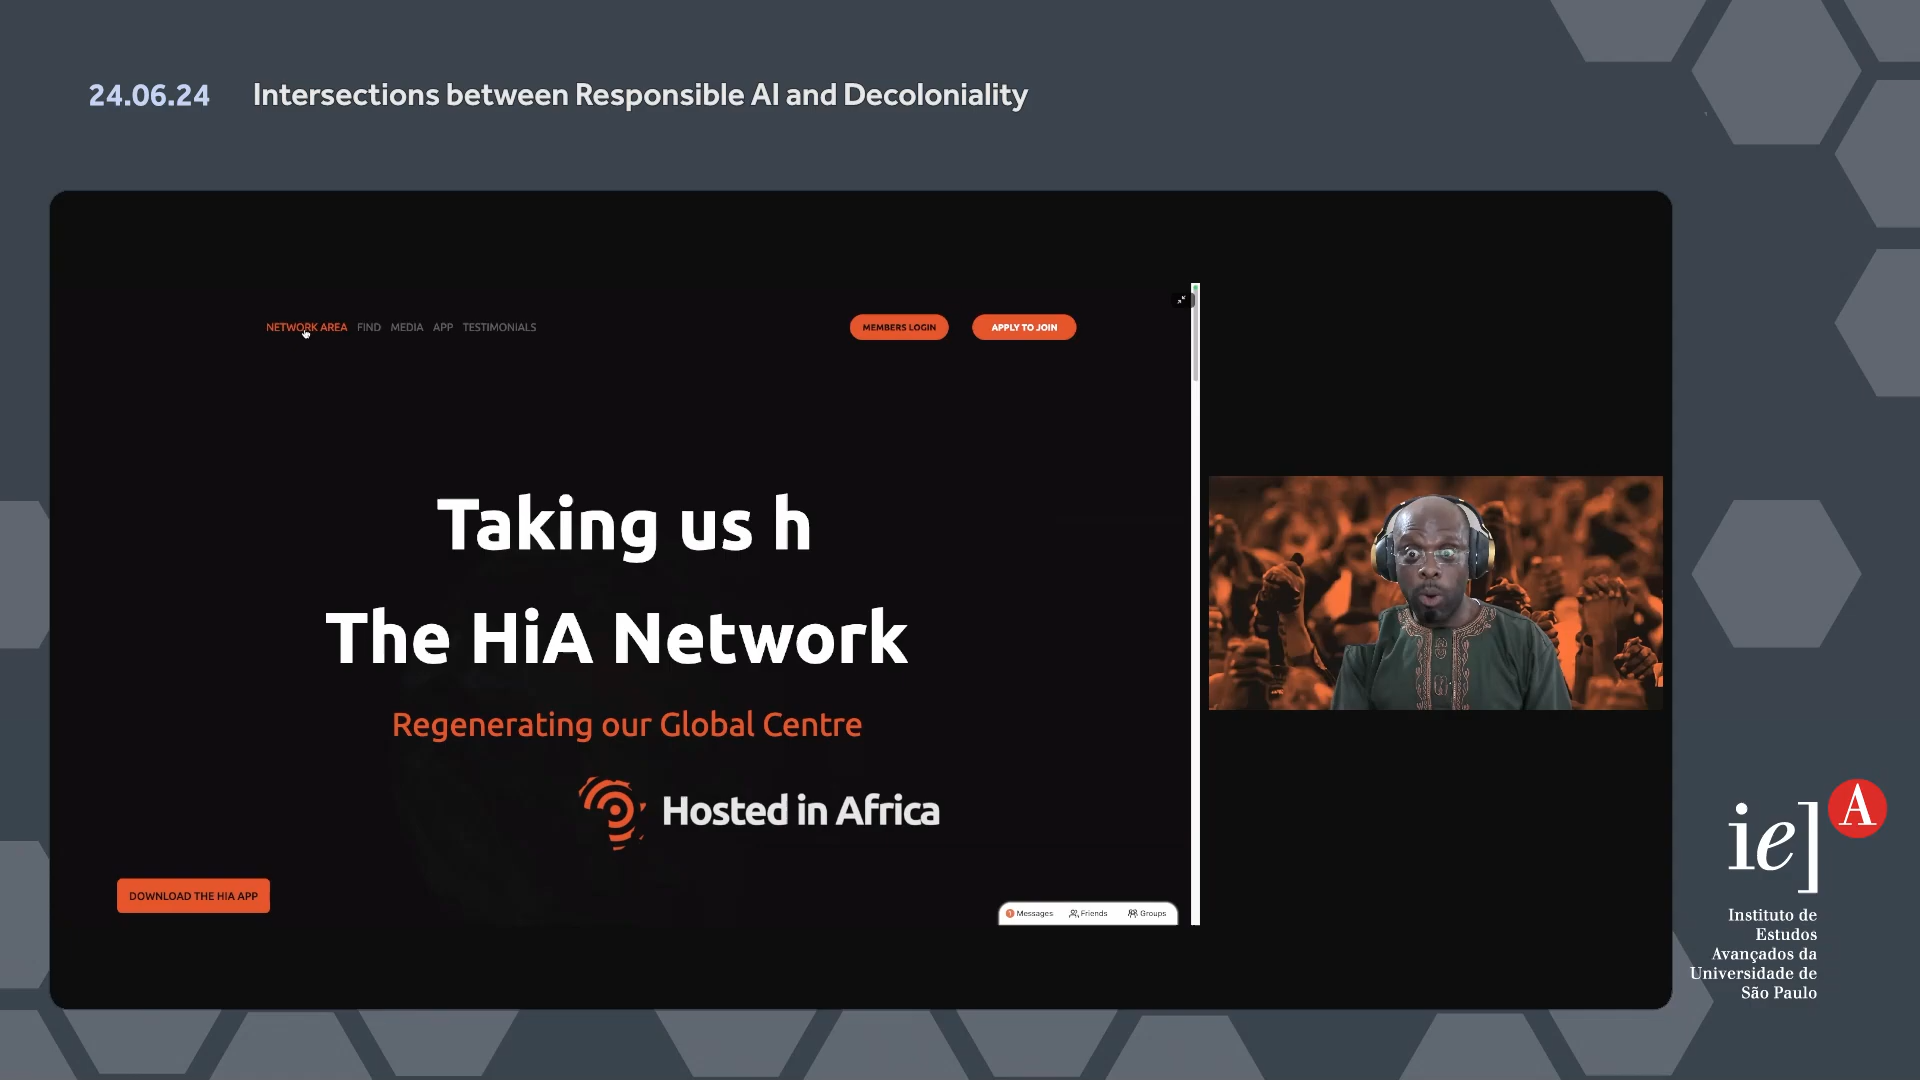 24.06.24 Intersections between Responsible AI and Decoloniality
NETWORK AREA FIND MEDIA APP TESTIMONIALS
MEMBERS LOGIN
APPLY TO JOIN
Taking us h
The HiA Network
Regenerating our Global Centre
Hosted in Africa
DOWNLOAD THE HIA APP
1 Messages Friends Groups
ie] A
Instituto de
Estudos
Avançados da
Universidade de
São Paulo